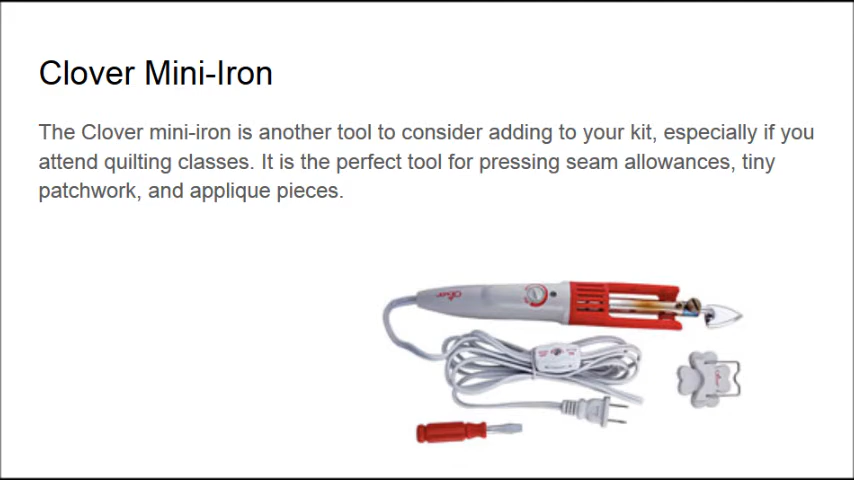 Clover Mini-Iron
The Clover mini-iron is another tool to consider adding to your kit, especially if you
attend quilting classes. It is the perfect tool for pressing seam allowances, tiny
patchwork, and applique pieces.
Clover